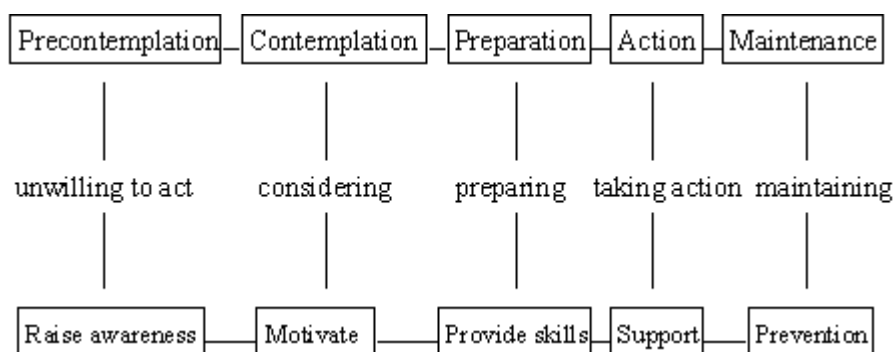 Precontemplation Contemplation Preparation Action Maintenance
unwilling to act considering preparing taking action maintaining
Raise awareness Motivate Provide skills Support Prevention